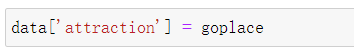 data['attraction'] = goplace